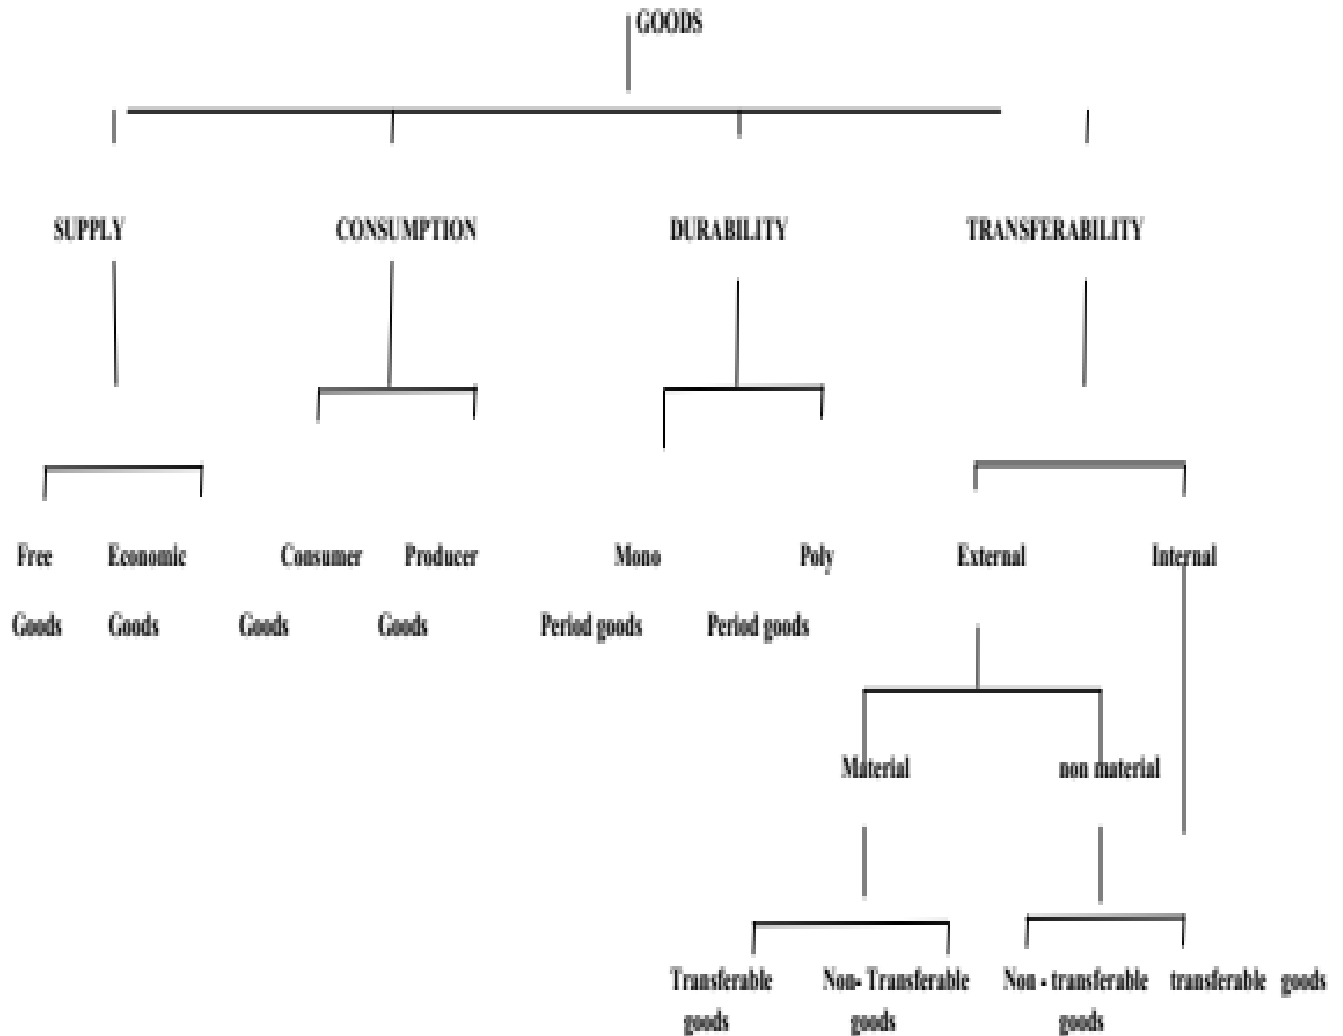 GOODS
SUPPLY CONSUMPTION DURABILITY TRANSFERABILITY
Free Economic Consumer Producer Mono Poly External Internal
Goods Goods Goods Goods Period goods Period goods
Material non material
Transferable Non- Transferable Non - transferable transferable goods
goods goods goods